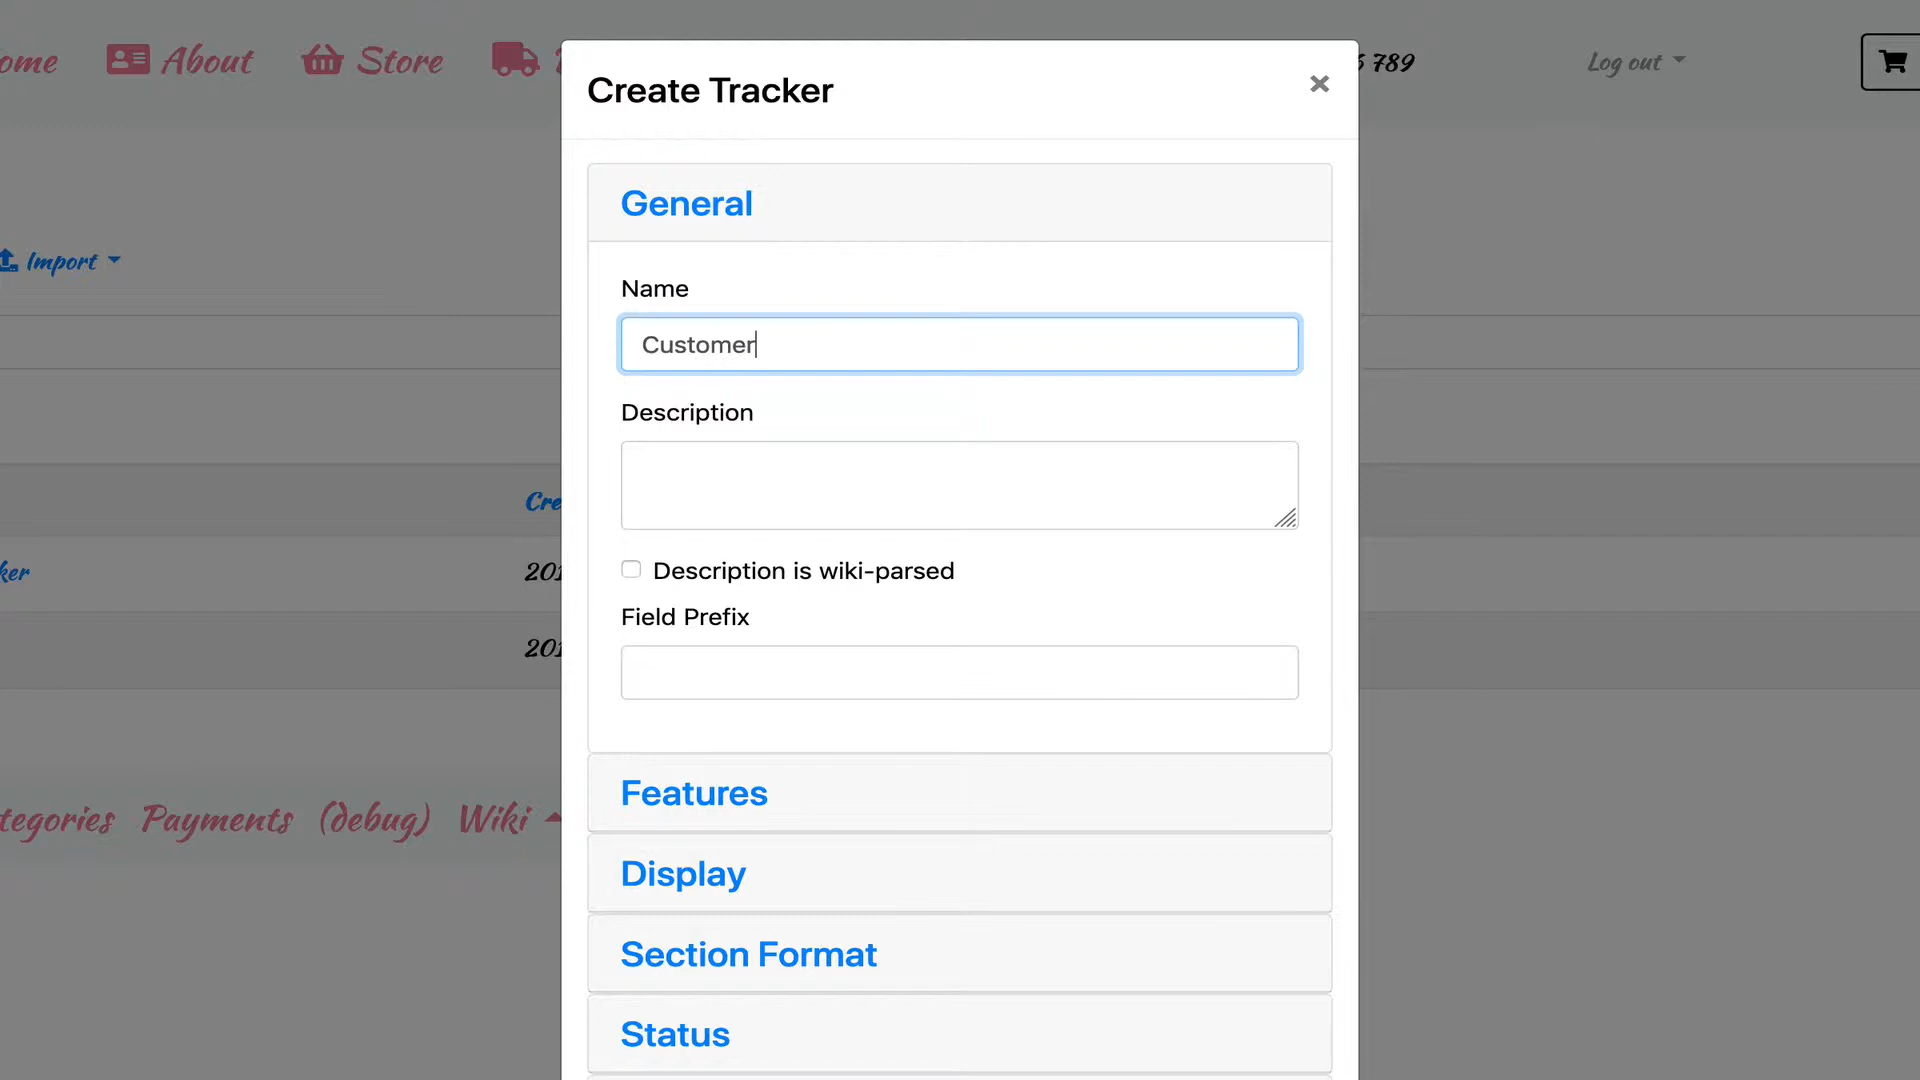 ome About Store 789 Log out
Create Tracker
×
General
Import
Name
Customer
Description
Cre
ker 201
Description is wiki-parsed
Field Prefix
201
Features
tegories Payments (debug) Wiki
Display
Section Format
Status